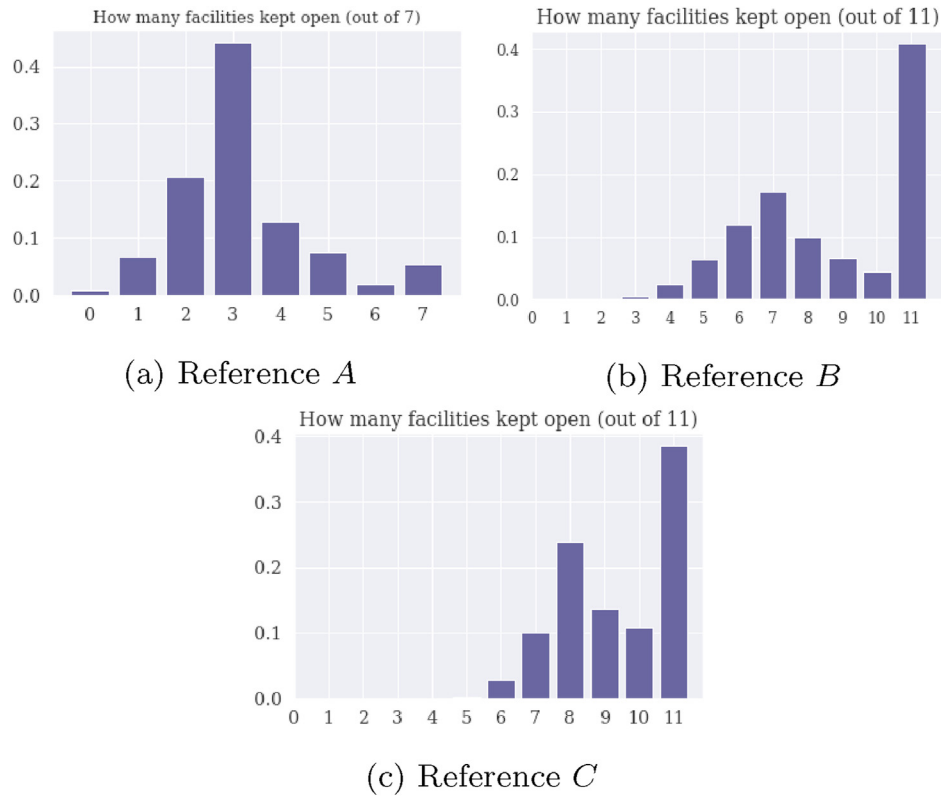 How many facilities kept open (out of 7)
0.4
0.3
0.2
0.1
0.0
0 1 2 3 4 5 6 7
(a) Reference A
How many facilities kept open (out of 11)
0.4
0.3
0.2
0.1
0.0
0 1 2 3 4 5 6 7 8 9 10 11
(b) Reference B
How many facilities kept open (out of 11)
0.4
0.3
0.2
0.1
0.0
0 1 2 3 4 5 6 7 8 9 10 11
(c) Reference C